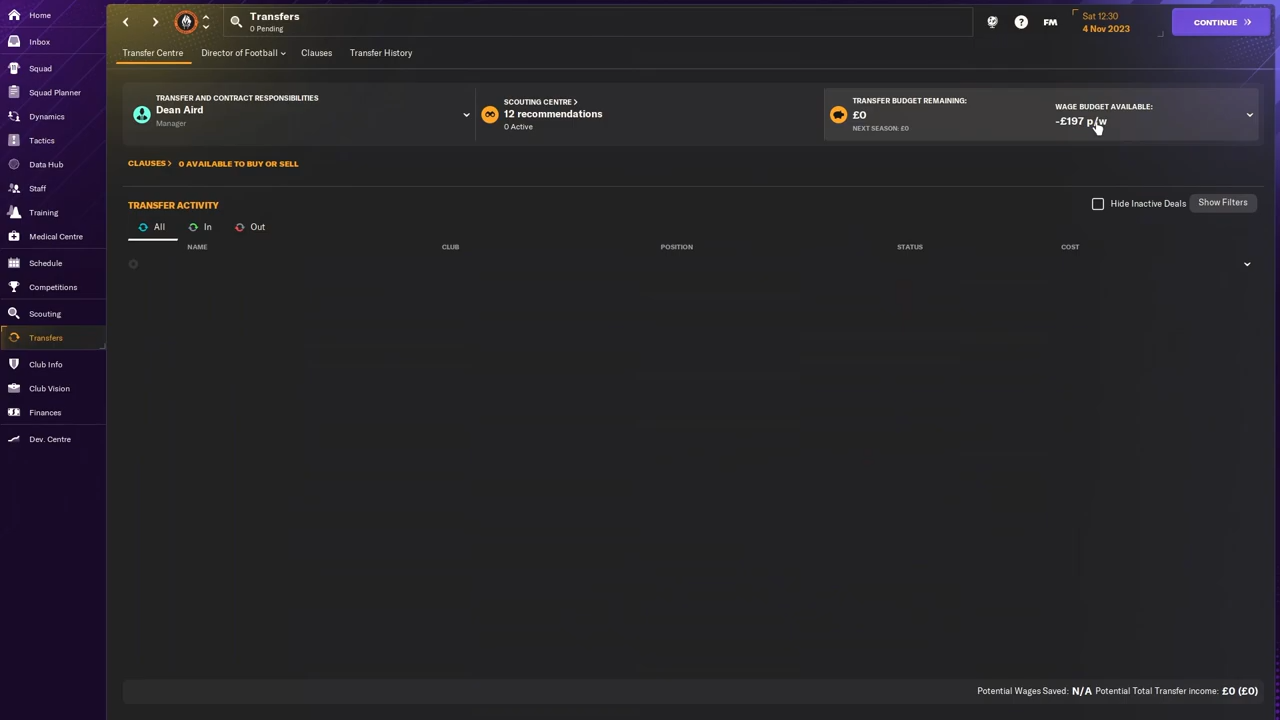 Home
Inbox
Squad
Squad Planner
Dynamics
Tactics
Data Hub
Staff
Training
Medical Centre
Schedule
Competitions
Scouting
Transfers
Club Info
Club Vision
Finances
Dev. Centre
Transfers
0 Pending
FM
Sat 12:30
4 Nov 2023
CONTINUE
Transfer Centre
Director of Football
Clauses
Transfer History
TRANSFER AND CONTRACT RESPONSIBILITIES
Dean Aird
Manager
SCOUTING CENTRE >
12 recommendations
0 Active
TRANSFER BUDGET REMAINING:
£0
NEXT SEASON: £0
WAGE BUDGET AVAILABLE:
-£197 p/w
CLAUSES > 0 AVAILABLE TO BUY OR SELL
TRANSFER ACTIVITY
Hide Inactive Deals
Show Filters
All In Out
NAME CLUB POSITION STATUS COST
Potential Wages Saved: N/A Potential Total Transfer income: £0 (£0)